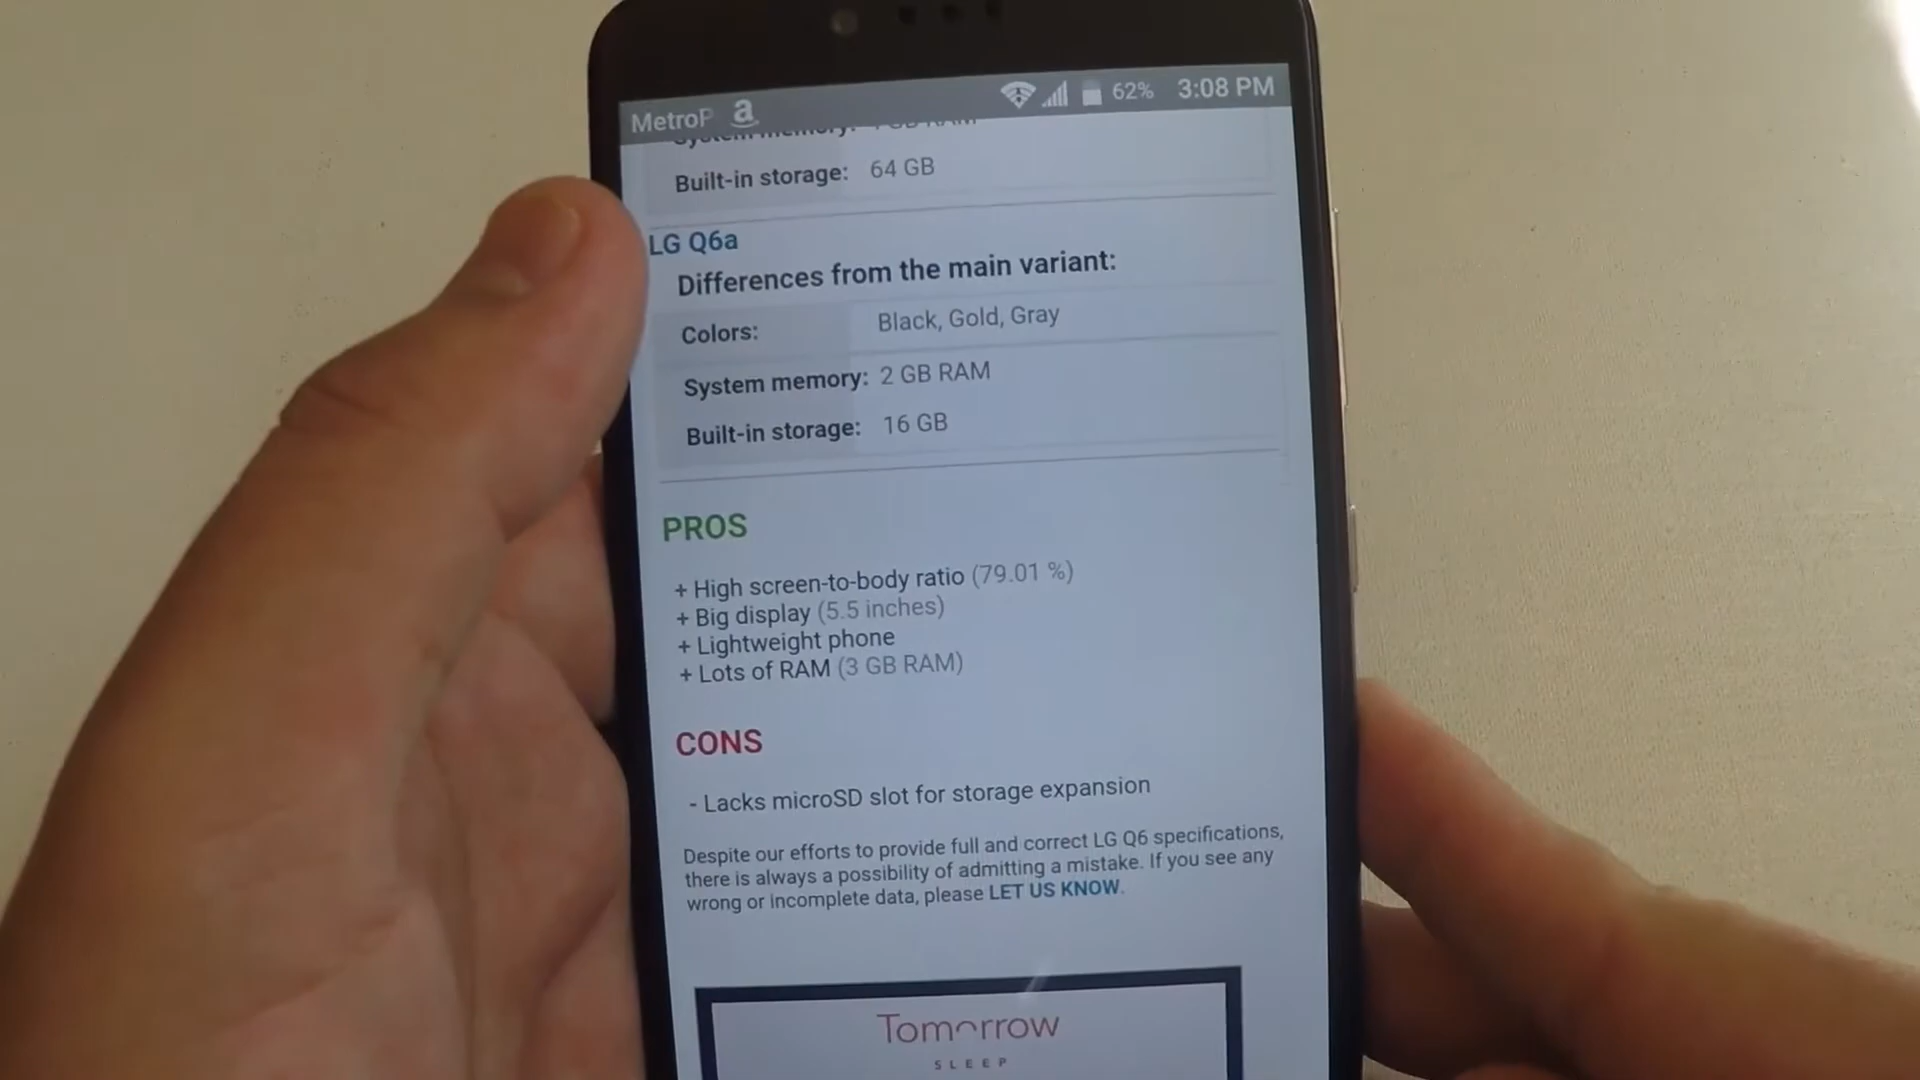 MetroP a 62% 3:08 PM
System memory: GB RAM
Built-in storage: 64 GB
LG Q6a
Differences from the main variant:
Colors: Black, Gold, Gray
System memory: 2 GB RAM
Built-in storage: 16 GB
PROS
+ High screen-to-body ratio (79.01 %)
+ Big display (5.5 inches)
+ Lightweight phone
+ Lots of RAM (3 GB RAM)
CONS
- Lacks microSD slot for storage expansion
Despite our efforts to provide full and correct LG Q6 specifications,
there is always a possibility of admitting a mistake. If you see any
wrong or incomplete data, please LET US KNOW.
Tomorrow
SLEEP